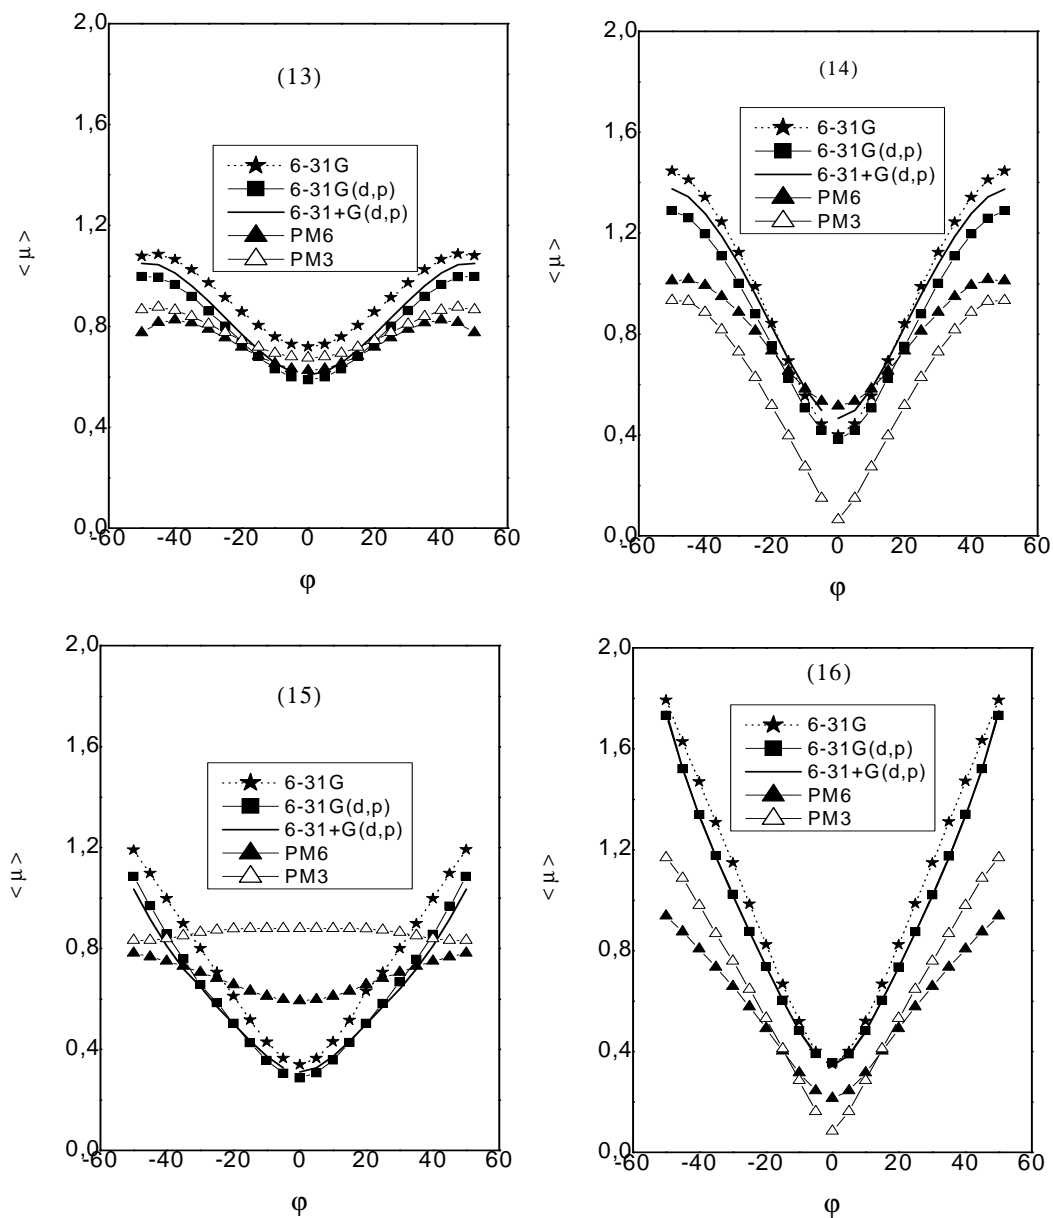 2,0
(13)
1,6
6-31G
6-31G(d,p)
6-31+G(d,p)
PM6
PM3
1,2
< μ >
0,8
0,4
0,0
-60 -40 -20 0 20 40 60
φ
2,0
(14)
1,6
6-31G
6-31G(d,p)
6-31+G(d,p)
PM6
PM3
1,2
< μ >
0,8
0,4
0,0
-60 -40 -20 0 20 40 60
φ
2,0
(15)
1,6
6-31G
6-31G(d,p)
6-31+G(d,p)
PM6
PM3
1,2
< μ >
0,8
0,4
0,0
-60 -40 -20 0 20 40 60
φ
2,0
(16)
1,6
6-31G
6-31G(d,p)
6-31+G(d,p)
PM6
PM3
1,2
< μ >
0,8
0,4
0,0
-60 -40 -20 0 20 40 60
φ